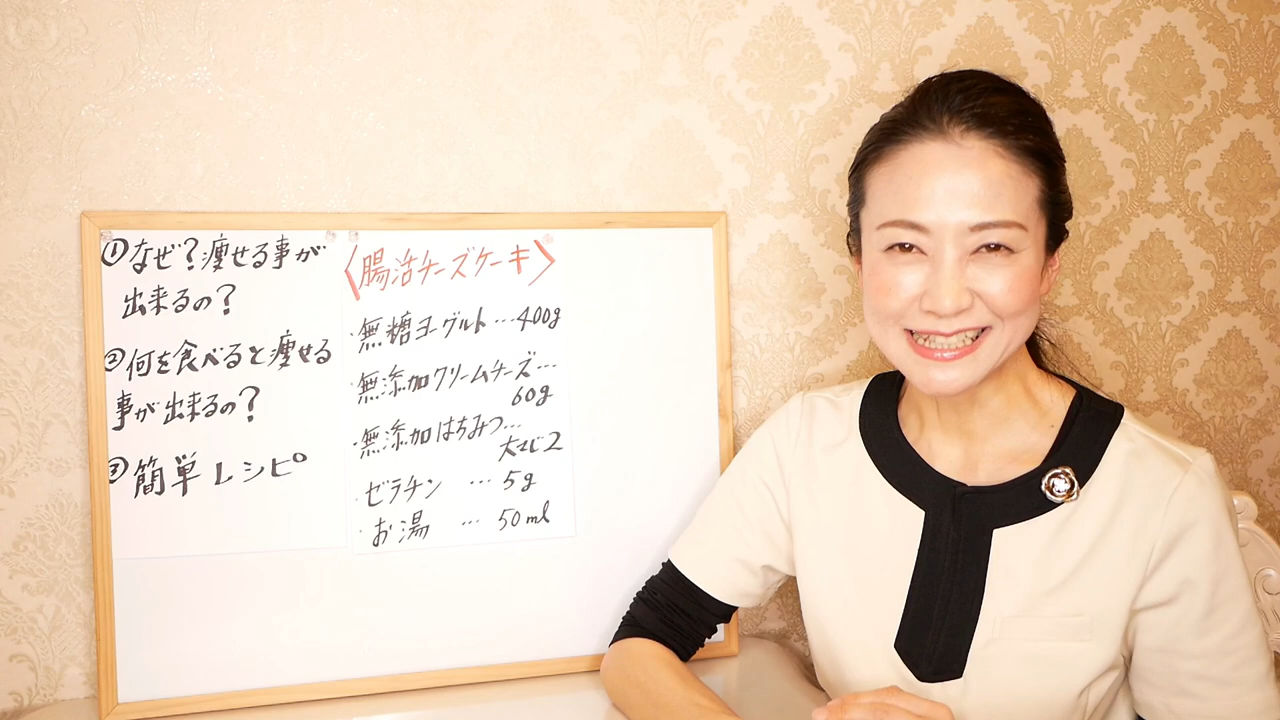 ①なぜ?痩せる事が
出来るの?
②何を食べると痩せる
事が出来るの?
③簡単レシピ
〈腸活チーズケーキ〉
・無糖ヨーグルト…400g
・無添加クリームチーズ…
60g
・無添加はちみつ…
大さじ2
・ゼラチン …5g
・お湯 …50ml